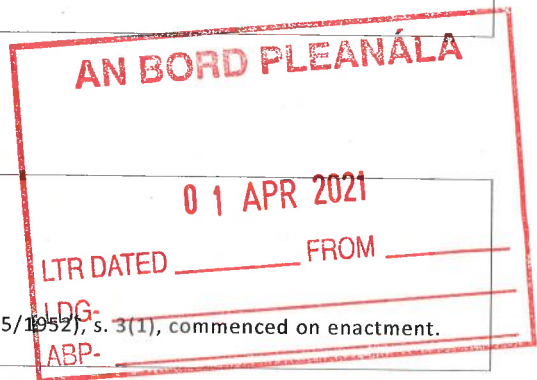 AN BORD PLEANÁLA
01 APR 2021
LTR DATED FROM
LDG-
5/1952), s. 3(1), commenced on enactment.
ABP-